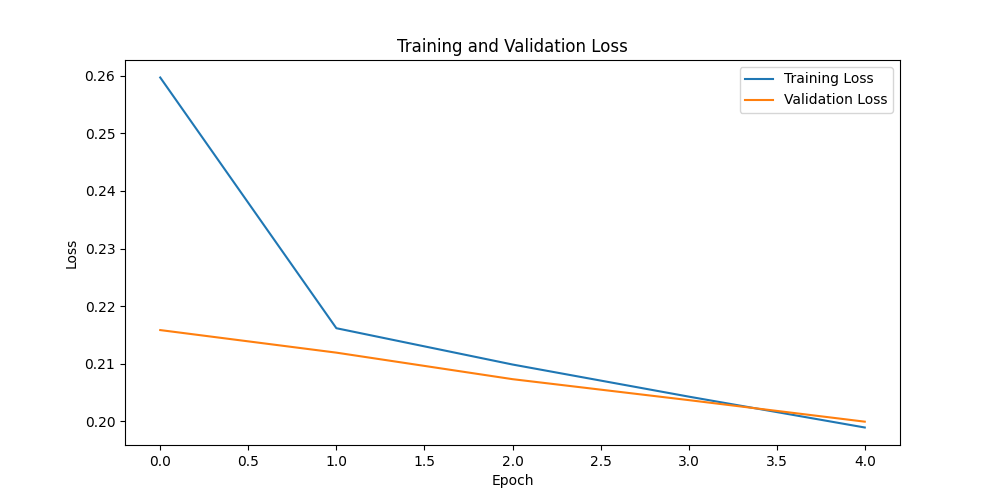 Training and Validation Loss
Training Loss
Validation Loss
0.26
0.25
0.24
0.23
0.22
0.21
0.20
Loss
0.0 0.5 1.0 1.5 2.0 2.5 3.0 3.5 4.0
Epoch